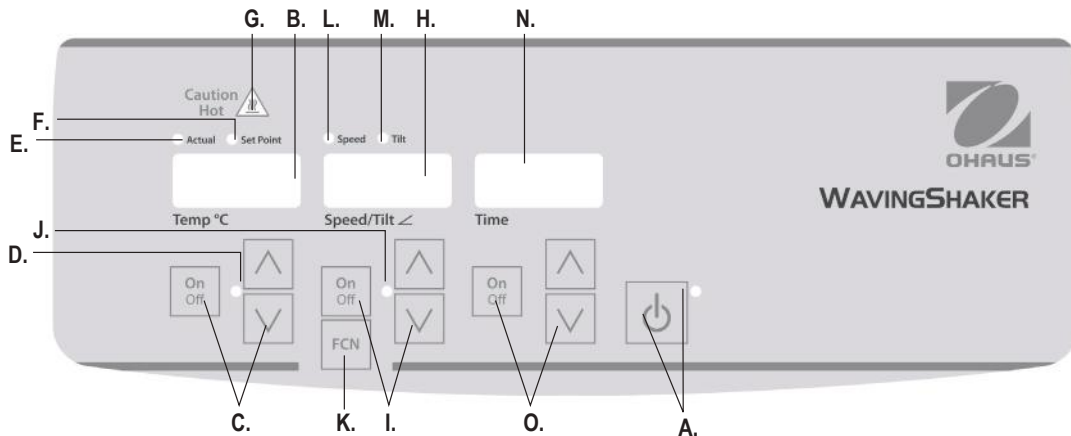 G. B. L. M. H. N.
Caution
Hot
F.
E.
Actual Set Point Speed Tilt
OHAUS
WAVINGSHAKER
Temp °C Speed/Tilt ∠ Time
J.
D.
On
Off
On
Off
On
Off
FCN
C. K. I. O. A.